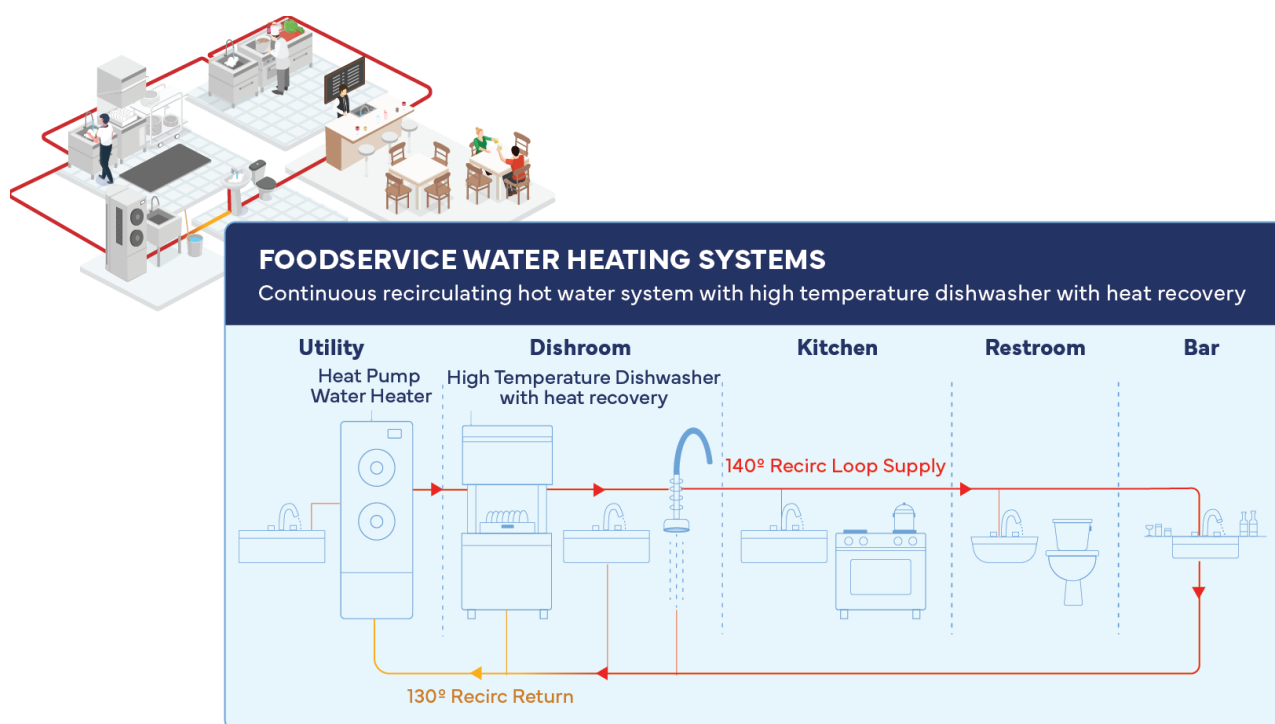 FOODSERVICE WATER HEATING SYSTEMS
Continuous recirculating hot water system with high temperature dishwasher with heat recovery
Utility
Dishroom
Kitchen
Restroom
Bar
Heat Pump
Water Heater
High Temperature Dishwasher
with heat recovery
140º Recirc Loop Supply
130º Recirc Return